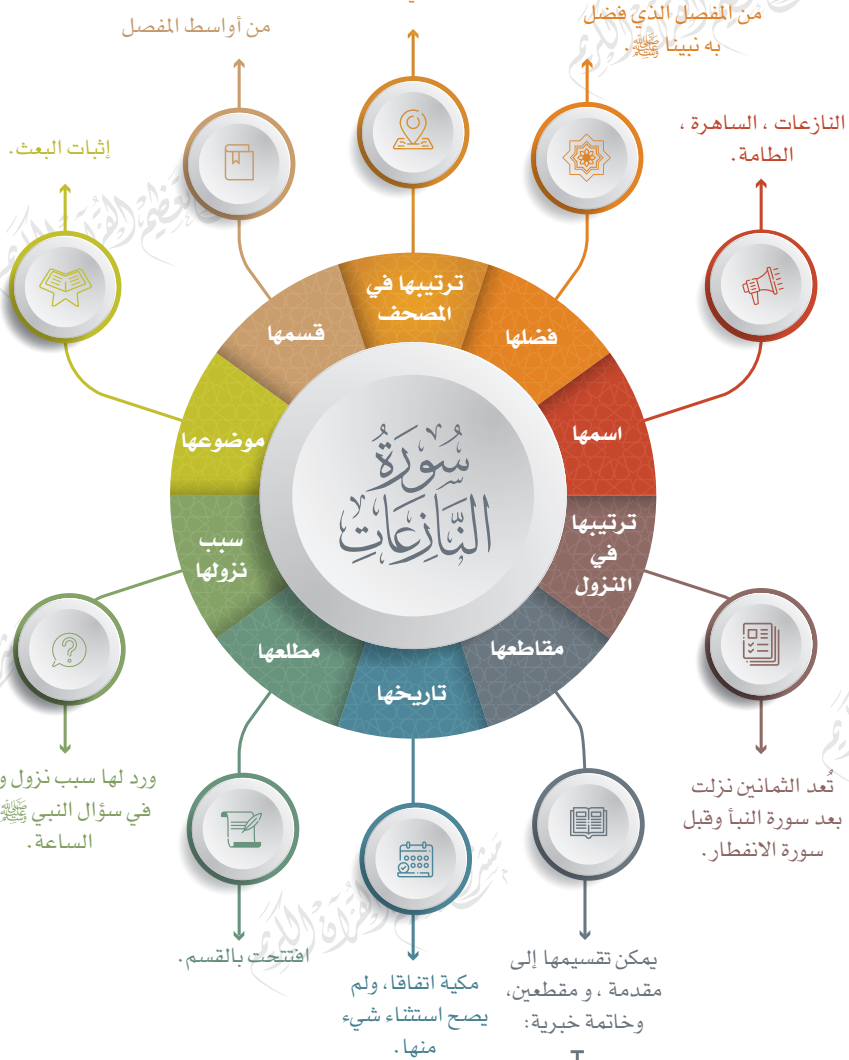 سُورَةُ
النَّازِعَاتِ
ترتيبها في
المصحف
فضلها
من المفصل الذي فضل
به نبينا ﷺ.
اسمها
النازعات ، الساهرة ،
الطامة.
ترتيبها
في
النزول
تُعد الثمانين نزلت
بعد سورة النبأ وقبل
سورة الانفطار.
مقاطعها
يمكن تقسيمها إلى
مقدمة ، و مقطعين،
وخاتمة خبرية:
تاريخها
مكية اتفاقا، ولم
يصح استثناء شيء
منها.
مطلعها
افتتحت بالقسم.
سبب
نزولها
ورد لها سبب نزول و
في سؤال النبي ﷺ
الساعة.
موضوعها
إثبات البعث.
قسمها
من أواسط المفصل